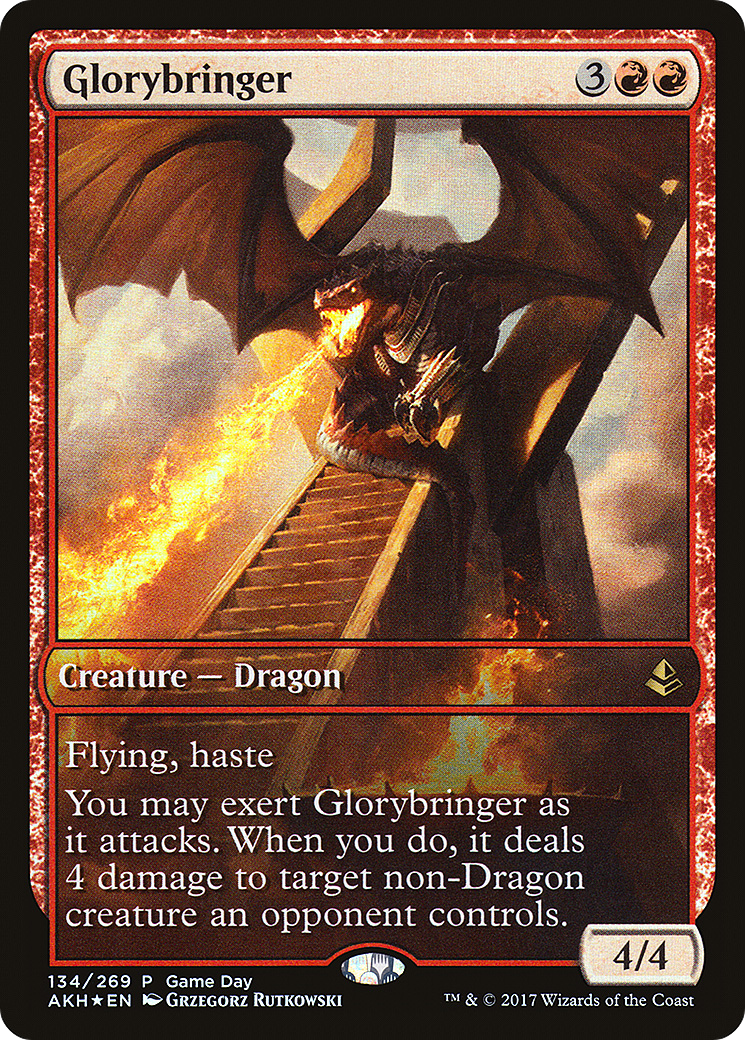 Glorybringer 3
Creature — Dragon
Flying, haste
You may exert Glorybringer as
it attacks. When you do, it deals
4 damage to target non-Dragon
creature an opponent controls.
4/4
134/269 P Game Day
AKH★EN Grzegorz Rutkowski
™ & © 2017 Wizards of the Coast